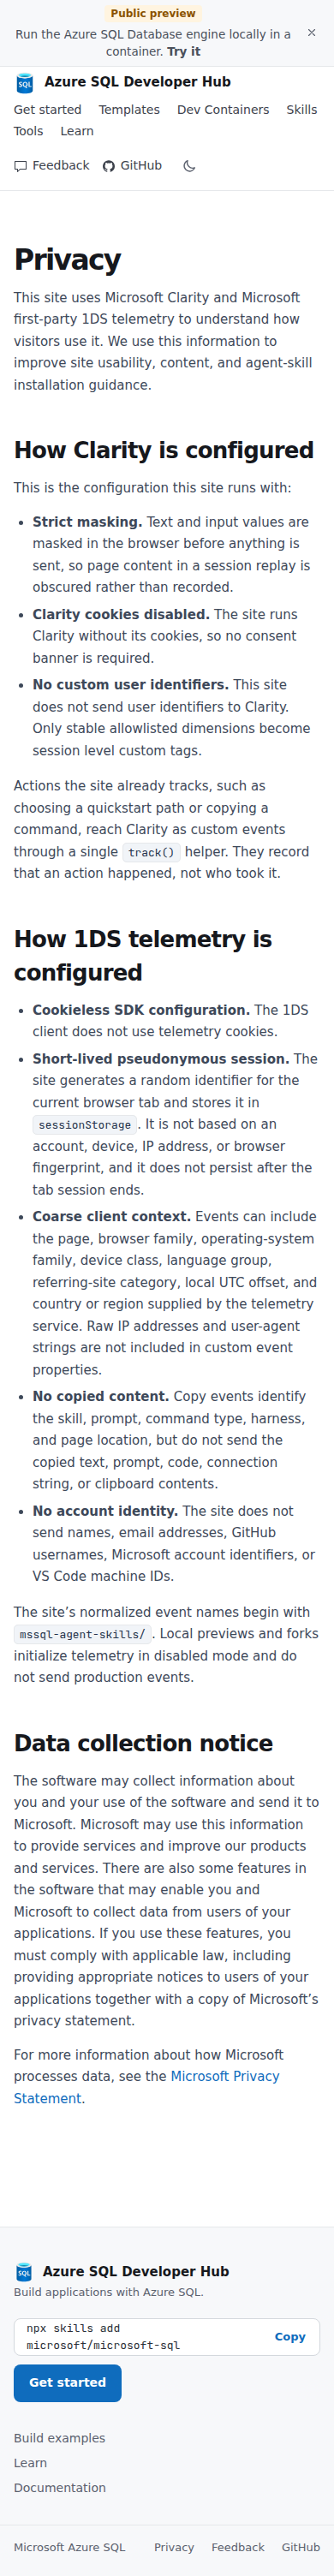 Public preview
Run the Azure SQL Database engine locally in a
container. Try it
Azure SQL Developer Hub
Get started Templates Dev Containers Skills
Tools Learn
Feedback GitHub
Privacy
This site uses Microsoft Clarity and Microsoft
first-party 1DS telemetry to understand how
visitors use it. We use this information to
improve site usability, content, and agent-skill
installation guidance.
How Clarity is configured
This is the configuration this site runs with:
• Strict masking. Text and input values are
masked in the browser before anything is
sent, so page content in a session replay is
obscured rather than recorded.
• Clarity cookies disabled. The site runs
Clarity without its cookies, so no consent
banner is required.
• No custom user identifiers. This site
does not send user identifiers to Clarity.
Only stable allowlisted dimensions become
session level custom tags.
Actions the site already tracks, such as
choosing a quickstart path or copying a
command, reach Clarity as custom events
through a single track() helper. They record
that an action happened, not who took it.
How 1DS telemetry is
configured
• Cookieless SDK configuration. The 1DS
client does not use telemetry cookies.
• Short-lived pseudonymous session. The
site generates a random identifier for the
current browser tab and stores it in
sessionStorage. It is not based on an
account, device, IP address, or browser
fingerprint, and it does not persist after the
tab session ends.
• Coarse client context. Events can include
the page, browser family, operating-system
family, device class, language group,
referring-site category, local UTC offset, and
country or region supplied by the telemetry
service. Raw IP addresses and user-agent
strings are not included in custom event
properties.
• No copied content. Copy events identify
the skill, prompt, command type, harness,
and page location, but do not send the
copied text, prompt, code, connection
string, or clipboard contents.
• No account identity. The site does not
send names, email addresses, GitHub
usernames, Microsoft account identifiers, or
VS Code machine IDs.
The site’s normalized event names begin with
mssql-agent-skills/. Local previews and forks
initialize telemetry in disabled mode and do
not send production events.
Data collection notice
The software may collect information about
you and your use of the software and send it to
Microsoft. Microsoft may use this information
to provide services and improve our products
and services. There are also some features in
the software that may enable you and
Microsoft to collect data from users of your
applications. If you use these features, you
must comply with applicable law, including
providing appropriate notices to users of your
applications together with a copy of Microsoft’s
privacy statement.
For more information about how Microsoft
processes data, see the Microsoft Privacy
Statement.
Azure SQL Developer Hub
Build applications with Azure SQL.
npx skills add
microsoft/microsoft-sql
Copy
Get started
Build examples
Learn
Documentation
Microsoft Azure SQL Privacy Feedback GitHub